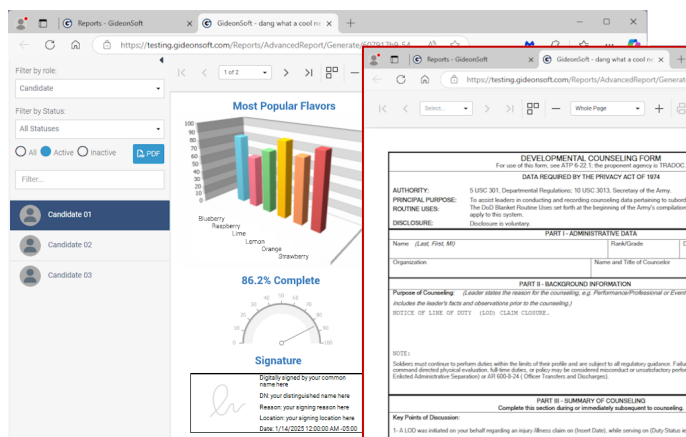 Reports - GideonSoft
GideonSoft - dang what a cool ne
https://testing.gideonsoft.com/Reports/AdvancedReport/Generate/607917b9-54
Filter by role:
Candidate
Filter by Status:
All Statuses
All Active Inactive PDF
Filter...
Candidate 01
Candidate 02
Candidate 03
1 of 2
Most Popular Flavors
100
90
80
70
60
50
40
30
20
10
0
Blueberry
Raspberry
Lime
Lemon
Orange
Strawberry
86.2% Complete
0 10 20 30 40 50 60 70 80 90 100
Signature
Digitally signed by your common
name here
DN: your distinguished name here
Reason: your signing reason here
Location: your signing location here
Date: 1/14/2025 12:00:00 AM -05:00
Reports - GideonSoft
GideonSoft - dang what a cool ne
https://testing.gideonsoft.com/Reports/AdvancedReport/Generat
Select...
Whole Page
DEVELOPMENTAL COUNSELING FORM
For use of this form, see ATP 6-22.1; the proponent agency is TRADOC.
DATA REQUIRED BY THE PRIVACY ACT OF 1974
AUTHORITY: 5 USC 301, Departmental Regulations; 10 USC 3013, Secretary of the Army.
PRINCIPAL PURPOSE: To assist leaders in conducting and recording counseling data pertaining to subord
ROUTINE USES: The DoD Blanket Routine Uses set forth at the beginning of the Army's compilation
apply to this system.
DISCLOSURE: Disclosure is voluntary.
PART I - ADMINISTRATIVE DATA
Name (Last, First, MI) Rank/Grade D
Organization Name and Title of Counselor
PART II - BACKGROUND INFORMATION
Purpose of Counseling: (Leader states the reason for the counseling, e.g. Performance/Professional or Event
includes the leader's facts and observations prior to the counseling.)
NOTICE OF LINE OF DUTY (LOD) CLAIM CLOSURE.
NOTE:
Soldiers must continue to perform duties within the limits of their profile and are subject to all regulatory guidance. Failu
command directed physical evaluation, full-time duties, or policy may be considered misconduct or unsatisfactory perfor
Enlisted Administrative Separation) or AR 600-8-24 ( Officer Transfers and Discharges).
PART III - SUMMARY OF COUNSELING
Complete this section during or immediately subsequent to counseling.
Key Points of Discussion:
1- A LOD was initiated on your behalf regarding an injury /illness claim on (Insert Date), while serving on (Duty Status ie